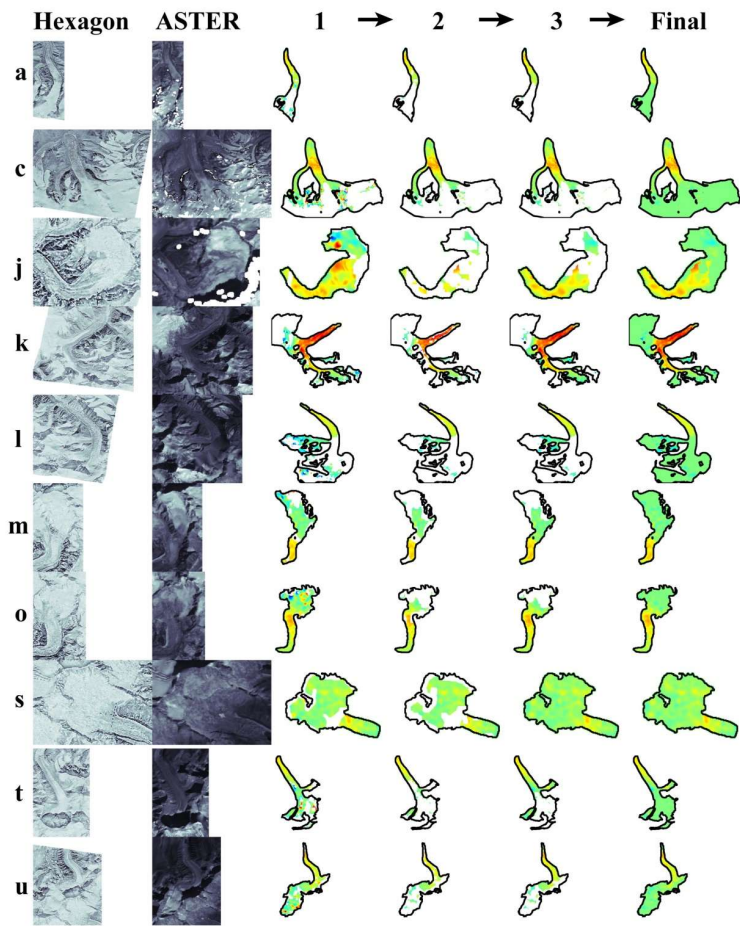 Hexagon ASTER 1 → 2 → 3 → Final
a
c
j
k
l
m
o
s
t
u